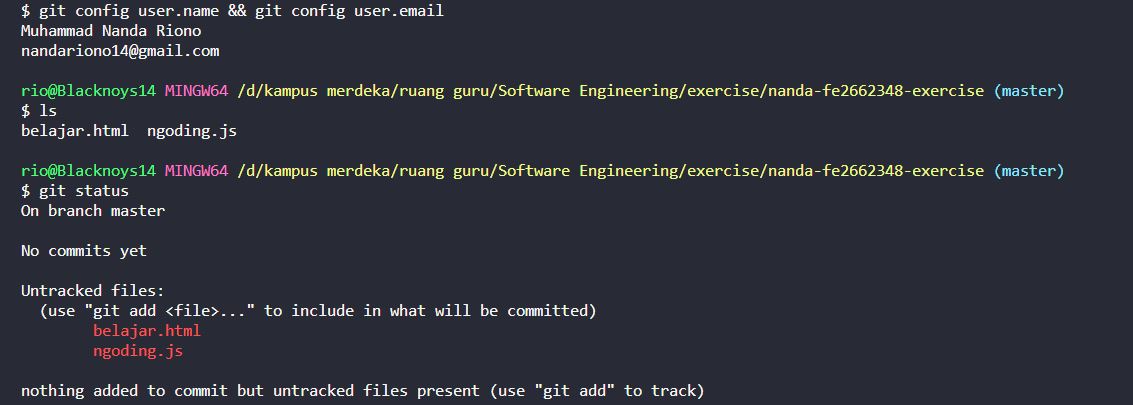 $ git config user.name && git config user.email
Muhammad Nanda Riono
nandariono14@gmail.com
rio@Blacknoys14 MINGW64 /d/kampus merdeka/ruang guru/Software Engineering/exercise/nanda-fe2662348-exercise (master)
$ ls
belajar.html  ngoding.js
rio@Blacknoys14 MINGW64 /d/kampus merdeka/ruang guru/Software Engineering/exercise/nanda-fe2662348-exercise (master)
$ git status
On branch master
No commits yet
Untracked files:
  (use "git add <file>..." to include in what will be committed)
        belajar.html
        ngoding.js
nothing added to commit but untracked files present (use "git add" to track)